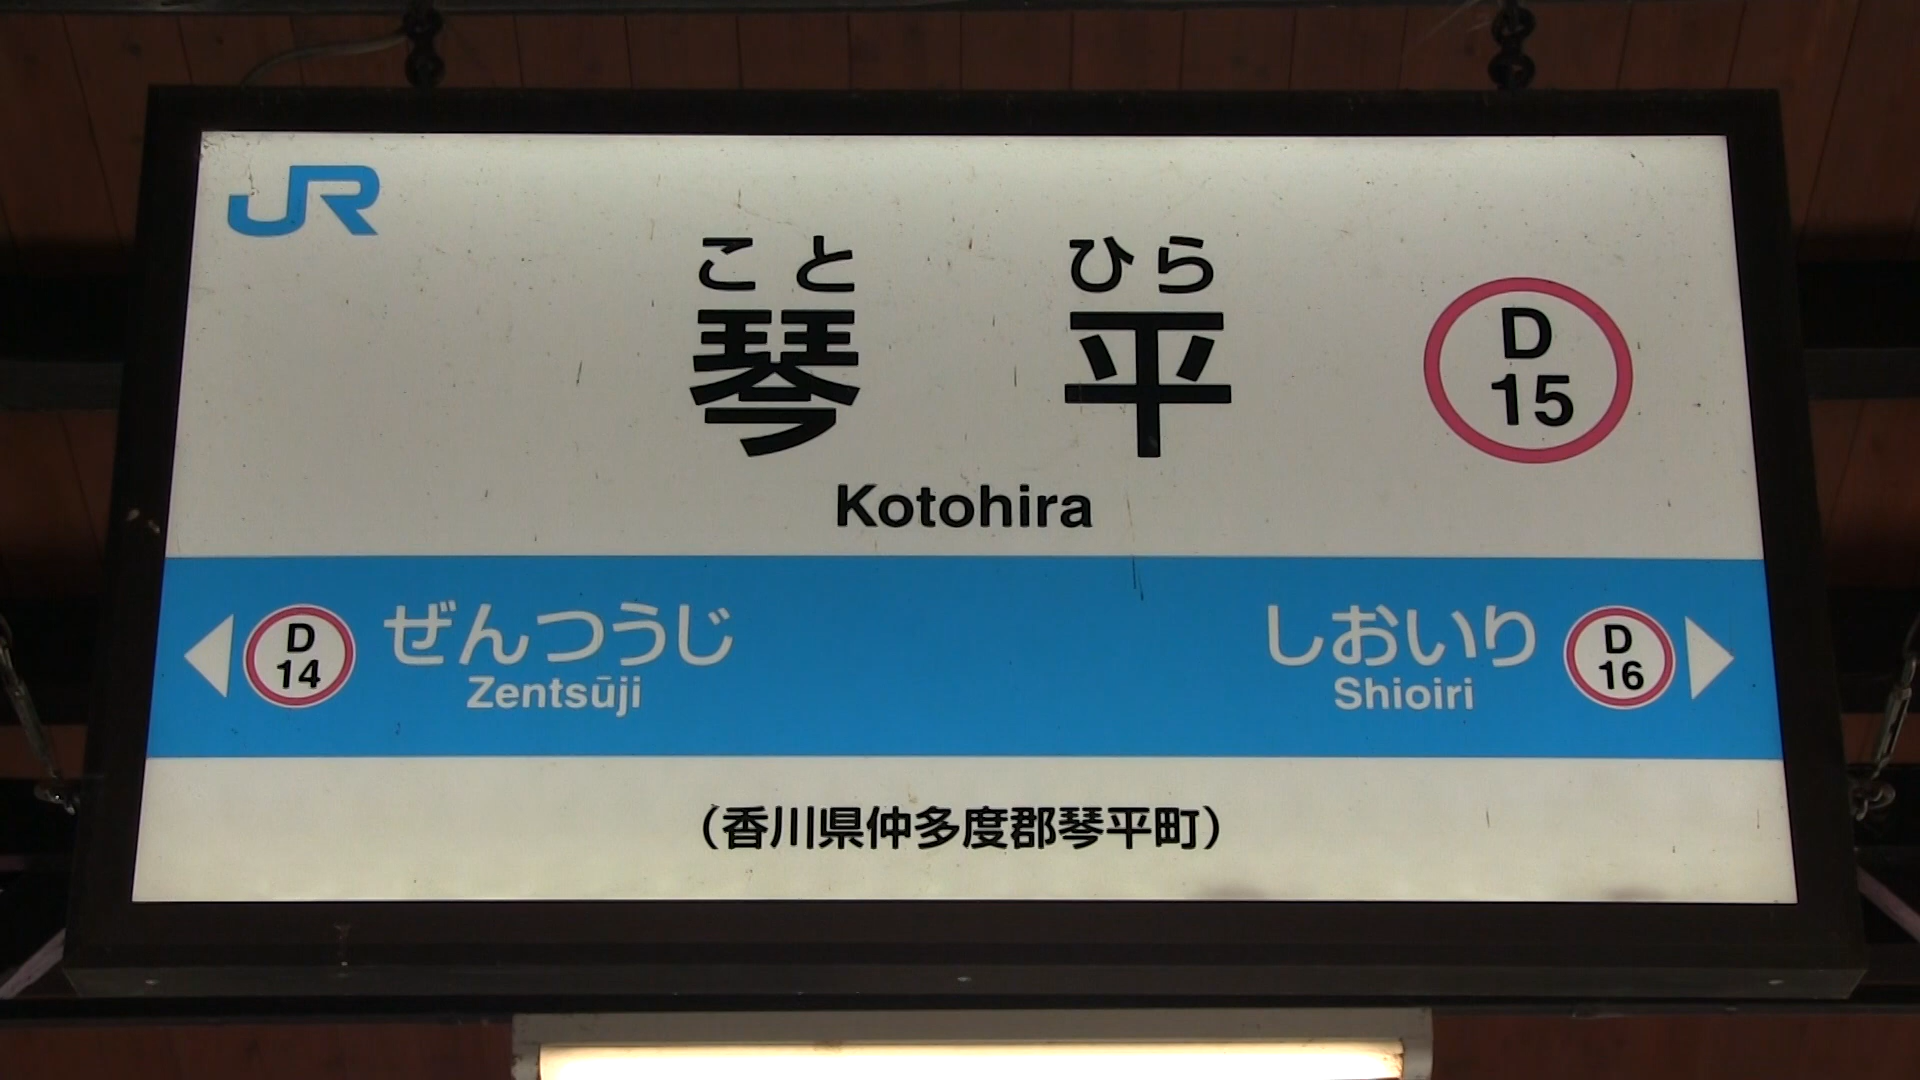 JR
こと ひら
琴 平
D
15
Kotohira
D
14
ぜんつうじ
Zentsūji
しおいり
Shioiri
D
16
(香川県仲多度郡琴平町)